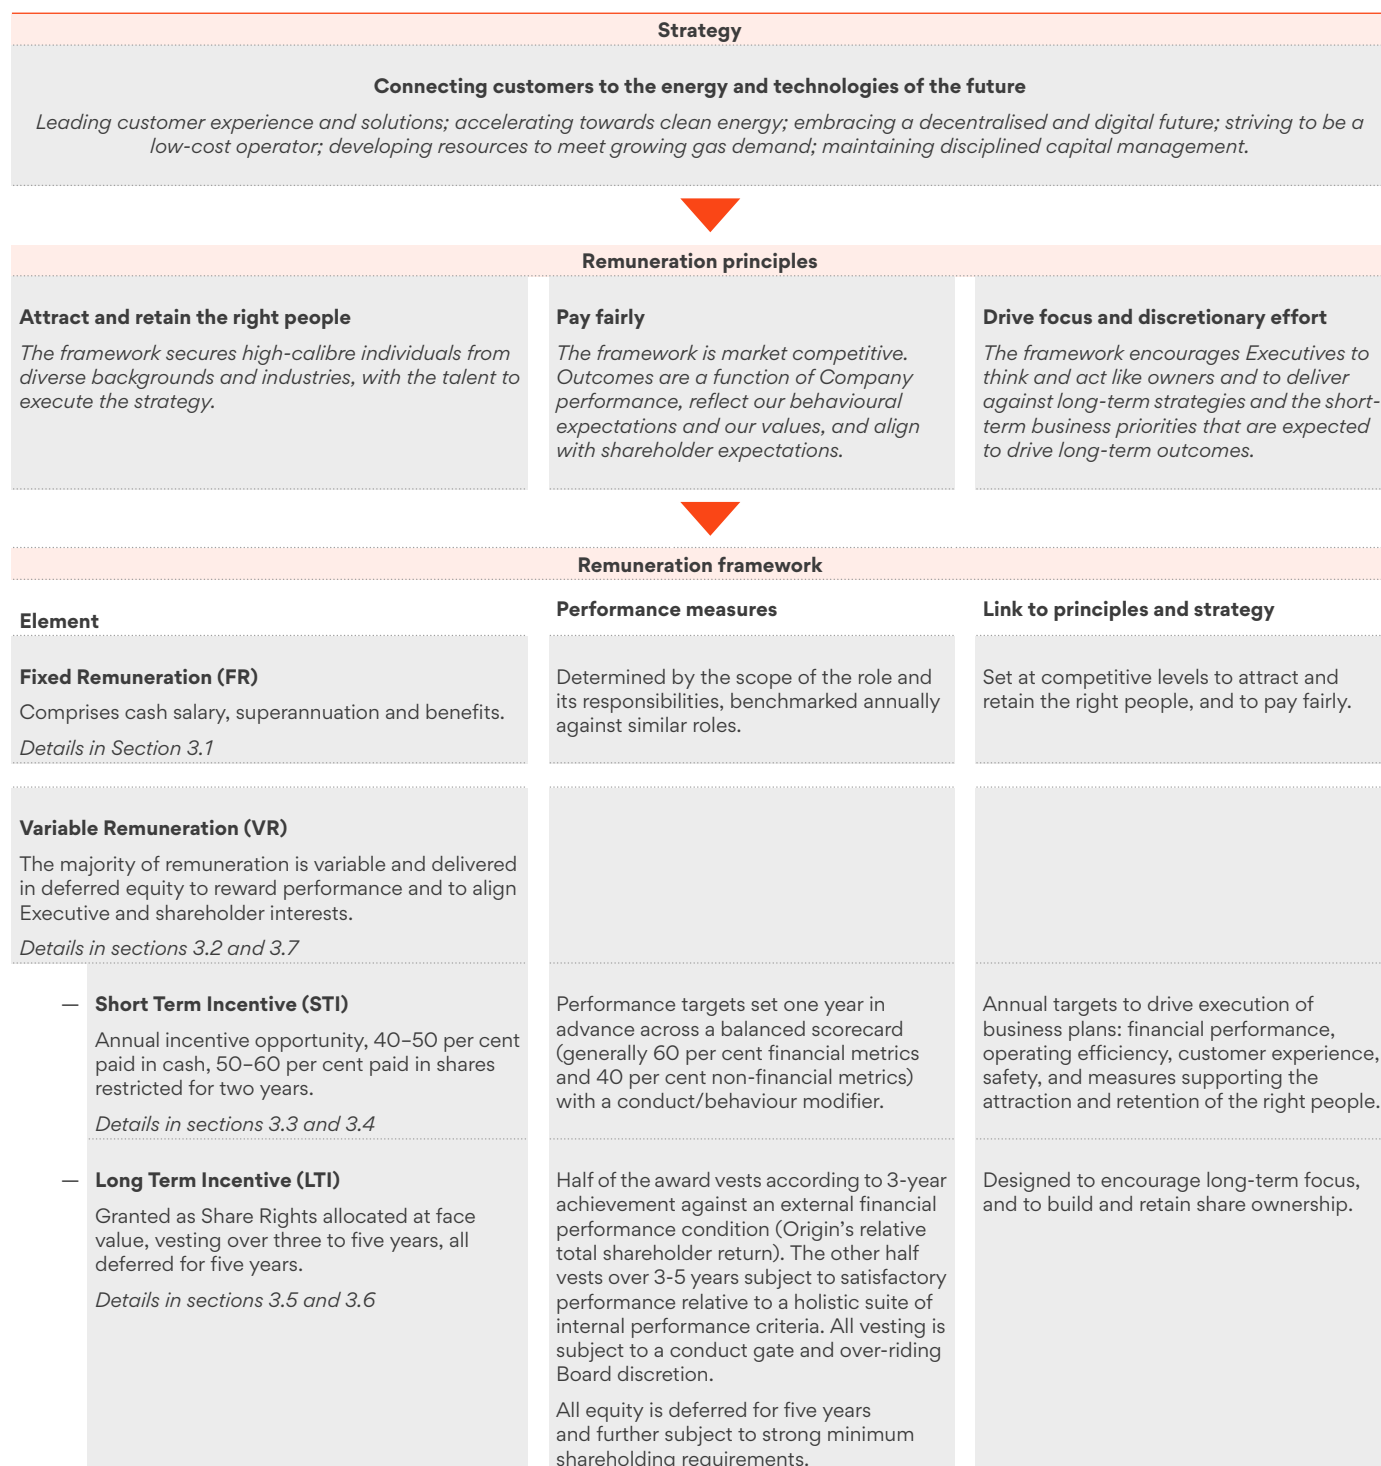 Strategy
Connecting customers to the energy and technologies of the future
Leading customer experience and solutions; accelerating towards clean energy; embracing a decentralised and digital future; striving to be a
low-cost operator; developing resources to meet growing gas demand; maintaining disciplined capital management.
Remuneration principles
Attract and retain the right people
The framework secures high-calibre individuals from
diverse backgrounds and industries, with the talent to
execute the strategy.
Pay fairly
The framework is market competitive.
Outcomes are a function of Company
performance, reflect our behavioural
expectations and our values, and align
with shareholder expectations.
Drive focus and discretionary effort
The framework encourages Executives to
think and act like owners and to deliver
against long-term strategies and the short-
term business priorities that are expected
to drive long-term outcomes.
Remuneration framework
Element
Performance measures
Link to principles and strategy
Fixed Remuneration (FR)
Comprises cash salary, superannuation and benefits.
Details in Section 3.1
Determined by the scope of the role and
its responsibilities, benchmarked annually
against similar roles.
Set at competitive levels to attract and
retain the right people, and to pay fairly.
Variable Remuneration (VR)
The majority of remuneration is variable and delivered
in deferred equity to reward performance and to align
Executive and shareholder interests.
Details in sections 3.2 and 3.7
— Short Term Incentive (STI)
Annual incentive opportunity, 40–50 per cent
paid in cash, 50–60 per cent paid in shares
restricted for two years.
Details in sections 3.3 and 3.4
Performance targets set one year in
advance across a balanced scorecard
(generally 60 per cent financial metrics
and 40 per cent non-financial metrics)
with a conduct/behaviour modifier.
Annual targets to drive execution of
business plans: financial performance,
operating efficiency, customer experience,
safety, and measures supporting the
attraction and retention of the right people.
— Long Term Incentive (LTI)
Granted as Share Rights allocated at face
value, vesting over three to five years, all
deferred for five years.
Details in sections 3.5 and 3.6
Half of the award vests according to 3-year
achievement against an external financial
performance condition (Origin's relative
total shareholder return). The other half
vests over 3-5 years subject to satisfactory
performance relative to a holistic suite of
internal performance criteria. All vesting is
subject to a conduct gate and over-riding
Board discretion.
All equity is deferred for five years
and further subject to strong minimum
shareholding requirements.
Designed to encourage long-term focus,
and to build and retain share ownership.